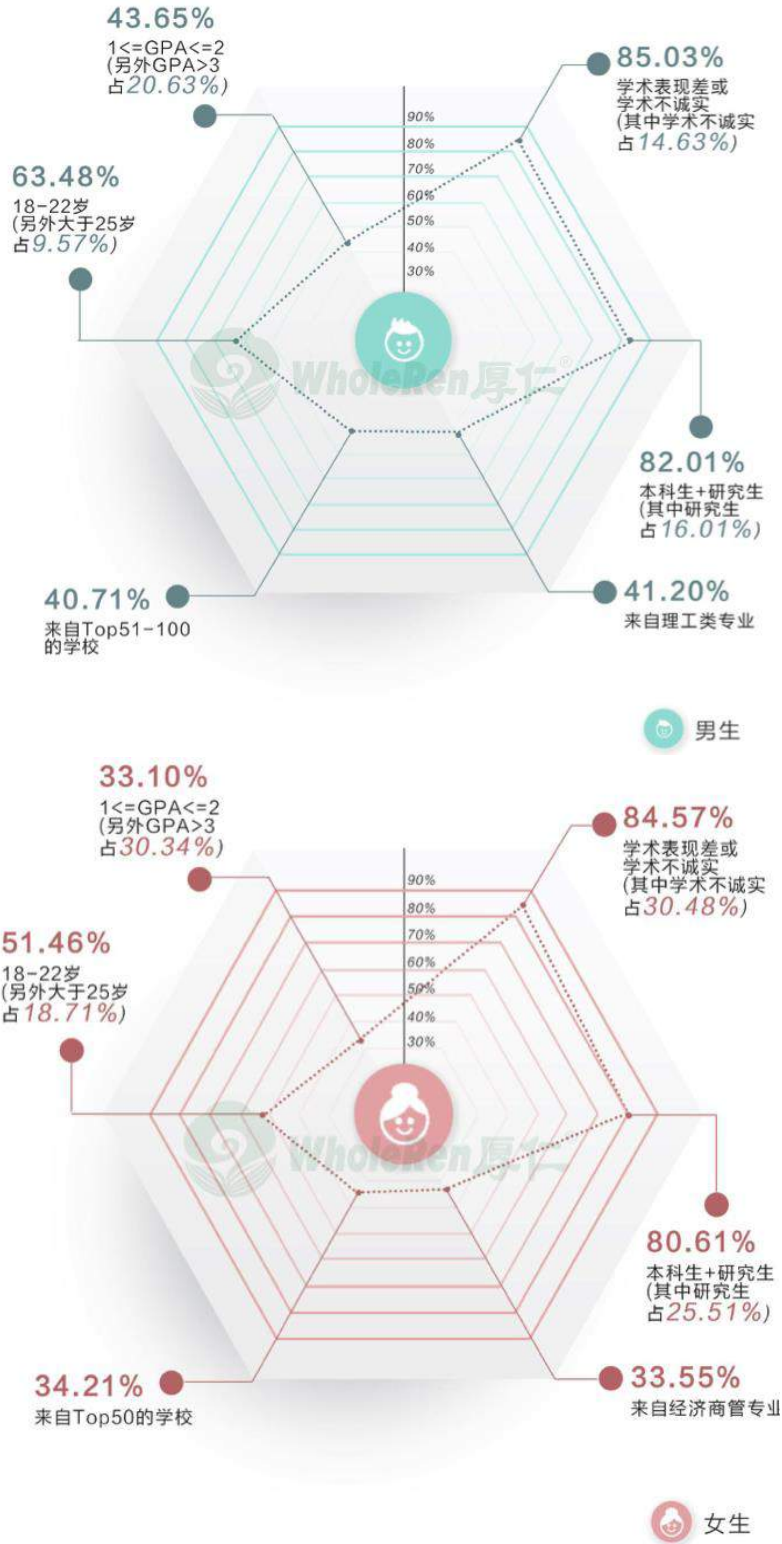 43.65%
1<=GPA<=2
(另外GPA>3
占20.63%)
85.03%
学术表现差或
学术不诚实
(其中学术不诚实
占14.63%)
63.48%
18-22岁
(另外大于25岁
占9.57%)
90%
80%
70%
60%
50%
40%
30%
WholeRen厚仁®
82.01%
本科生+研究生
(其中研究生
占16.01%)
40.71%
来自Top51-100
的学校
41.20%
来自理工类专业
男生
33.10%
1<=GPA<=2
(另外GPA>3
占30.34%)
84.57%
学术表现差或
学术不诚实
(其中学术不诚实
占30.48%)
51.46%
18-22岁
(另外大于25岁
占18.71%)
90%
80%
70%
60%
50%
40%
30%
WholeRen厚仁
80.61%
本科生+研究生
(其中研究生
占25.51%)
34.21%
来自Top50的学校
33.55%
来自经济商管专业
女生